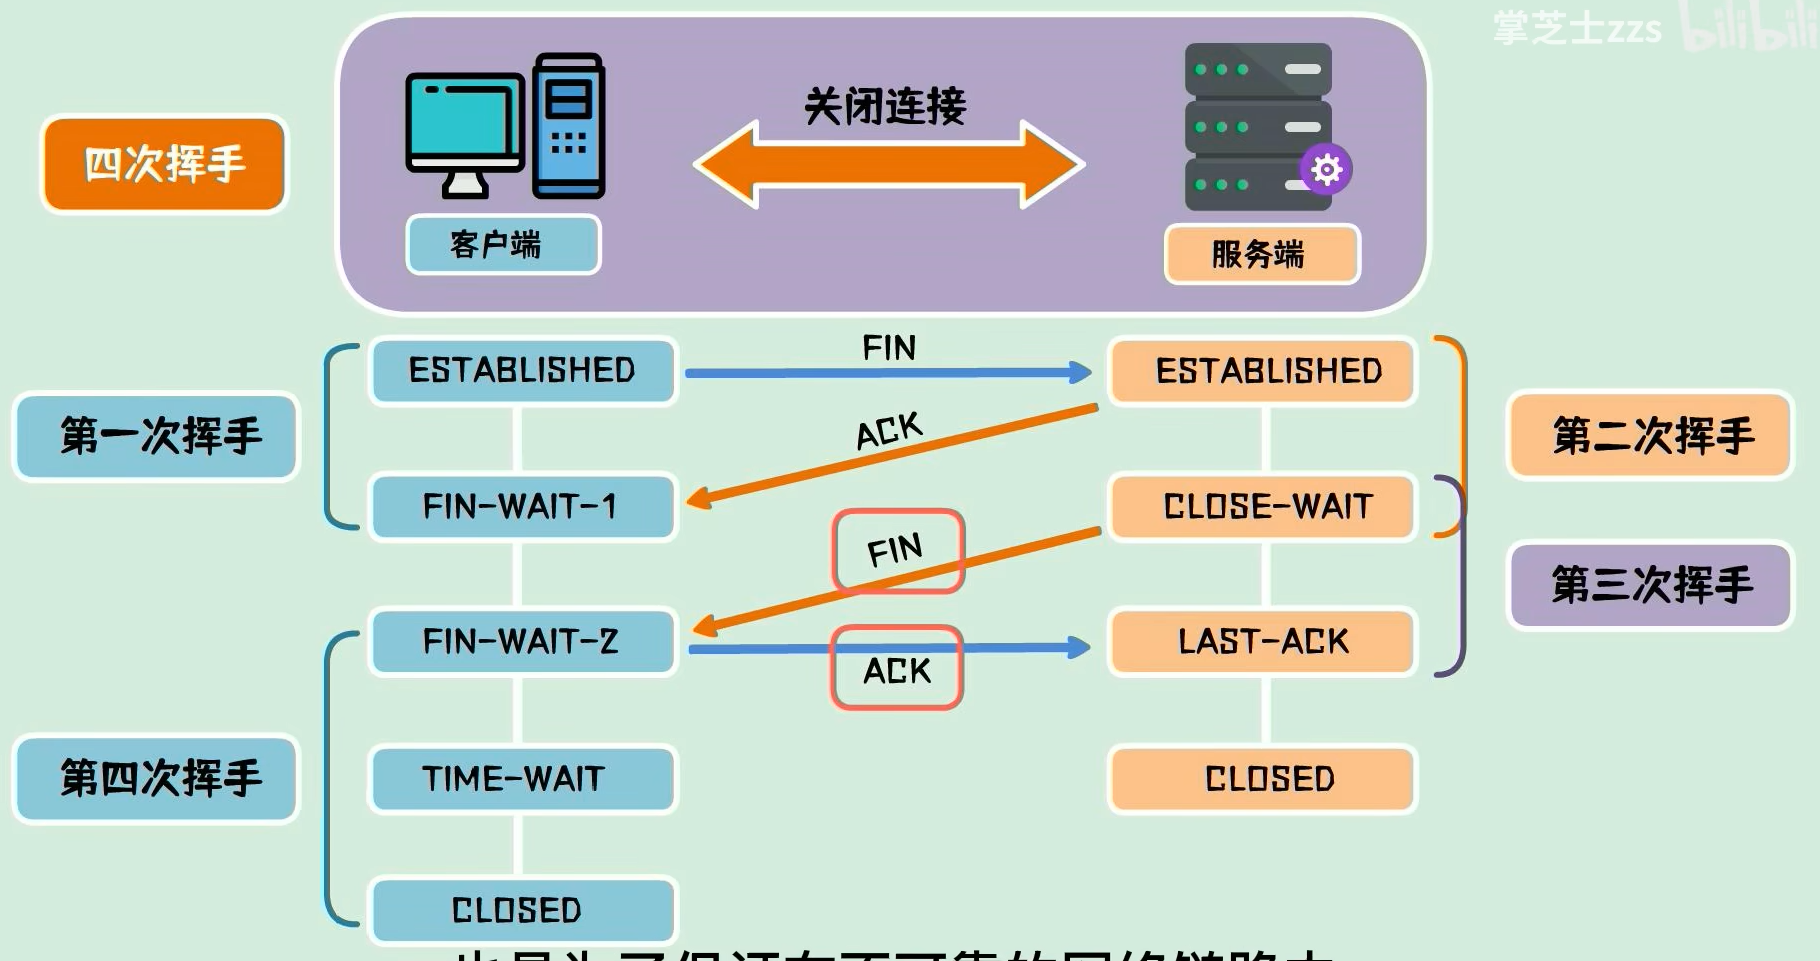 掌芝士zzs bilibili
关闭连接
四次挥手
客户端
服务端
FIN
ESTABLISHED
ESTABLISHED
ACK
第一次挥手
第二次挥手
FIN-WAIT-1
CLOSE-WAIT
FIN
第三次挥手
FIN-WAIT-2
LAST-ACK
ACK
第四次挥手
TIME-WAIT
CLOSED
CLOSED